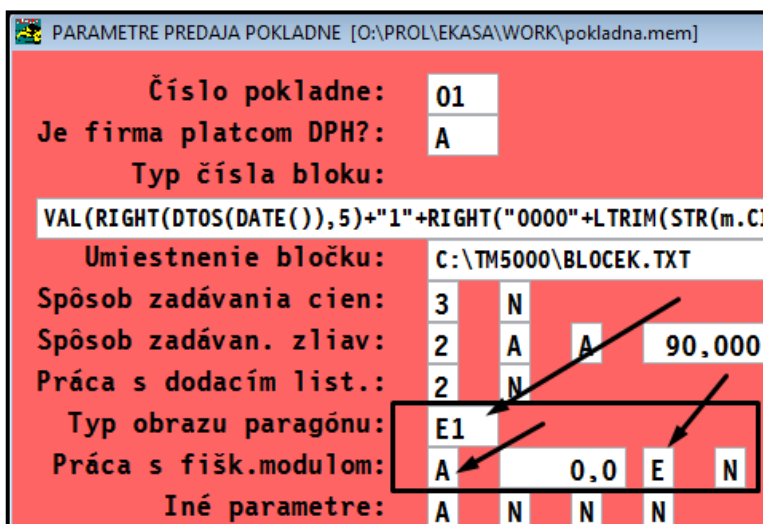 PARAMETRE PREDAJA POKLADNE [O:\PROL\EKASA\WORK\pokladna.mem]
Číslo pokladne: 01
Je firma platcom DPH?: A
Typ čísla bloku:
VAL(RIGHT(DTOS(DATE()),5)+"1"+RIGHT("0000"+LTRIM(STR(m.CI
Umiestnenie bločku: C:\TM5000\BLOCEK.TXT
Spôsob zadávania cien: 3 N
Spôsob zadávan. zliav: 2 A A 90,000
Práca s dodacím list.: 2 N
Typ obrazu paragónu: E1
Práca s fišk.modulom: A 0,0 E N
Iné parametre: A N N N